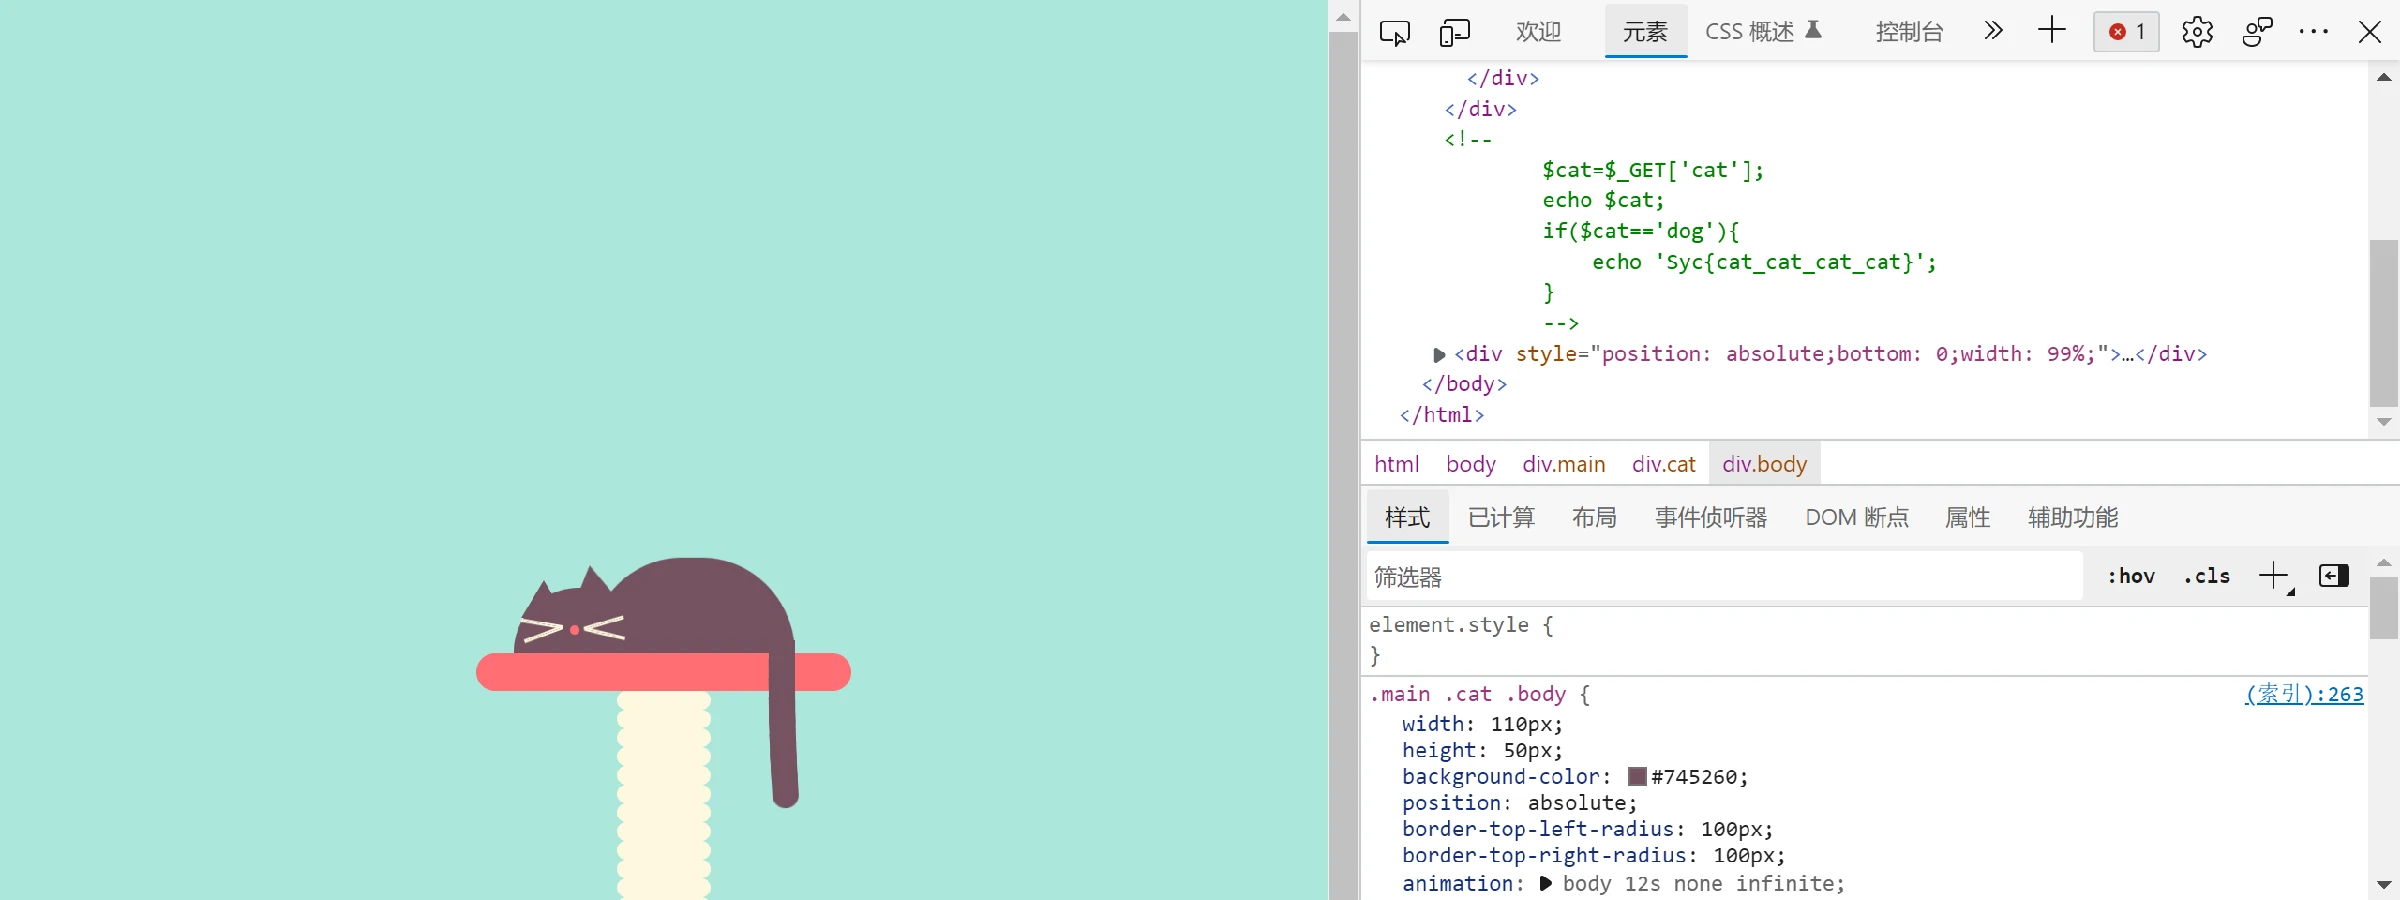 欢迎 元素 CSS 概述 控制台 1
</div>
</div>
<!--
$cat=$_GET['cat'];
echo $cat;
if($cat=='dog'){
echo 'Syc{cat_cat_cat_cat}';
}
-->
<div style="position: absolute;bottom: 0;width: 99%;">…</div>
</body>
</html>
html body div.main div.cat div.body
样式 已计算 布局 事件侦听器 DOM 断点 属性 辅助功能
筛选器 :hov .cls
element.style {
}
.main .cat .body { (索引):263
width: 110px;
height: 50px;
background-color: #745260;
position: absolute;
border-top-left-radius: 100px;
border-top-right-radius: 100px;
animation: body 12s none infinite;